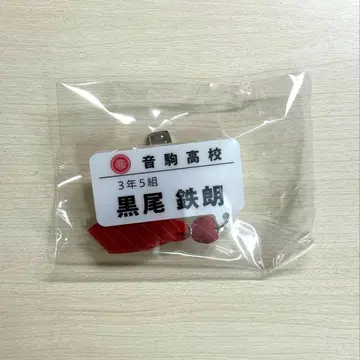 音駒高校
3年5組
黒尾 鉄朗